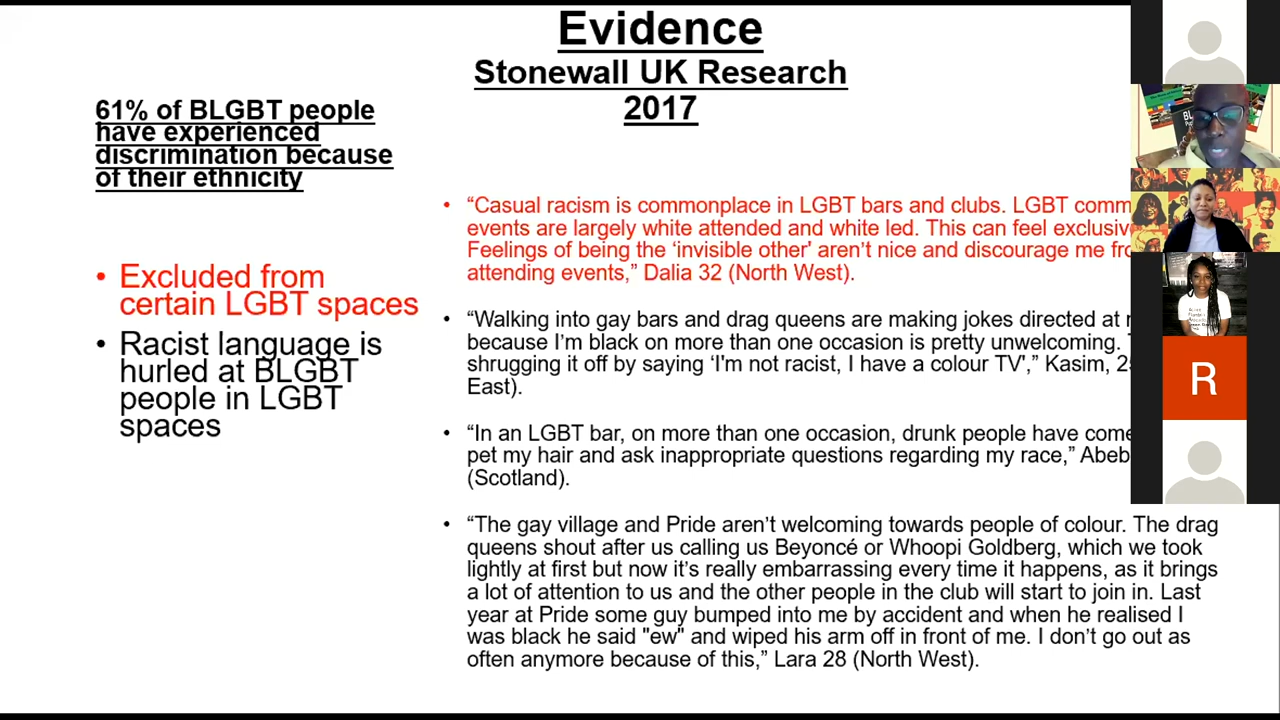 Evidence
Stonewall UK Research
2017
61% of BLGBT people
have experienced
discrimination because
of their ethnicity
• Excluded from
certain LGBT spaces
• Racist language is
hurled at BLGBT
people in LGBT
spaces
• “Casual racism is commonplace in LGBT bars and clubs. LGBT comm
events are largely white attended and white led. This can feel exclusiv
Feelings of being the ‘invisible other' aren’t nice and discourage me fr
attending events,” Dalia 32 (North West).
• “Walking into gay bars and drag queens are making jokes directed at
because I’m black on more than one occasion is pretty unwelcoming.
shrugging it off by saying ‘I'm not racist, I have a colour TV',” Kasim, 2
East).
• “In an LGBT bar, on more than one occasion, drunk people have come
pet my hair and ask inappropriate questions regarding my race,” Abeb
(Scotland).
• “The gay village and Pride aren’t welcoming towards people of colour. The drag
queens shout after us calling us Beyoncé or Whoopi Goldberg, which we took
lightly at first but now it’s really embarrassing every time it happens, as it brings
a lot of attention to us and the other people in the club will start to join in. Last
year at Pride some guy bumped into me by accident and when he realised I
was black he said "ew" and wiped his arm off in front of me. I don’t go out as
often anymore because of this,” Lara 28 (North West).
R